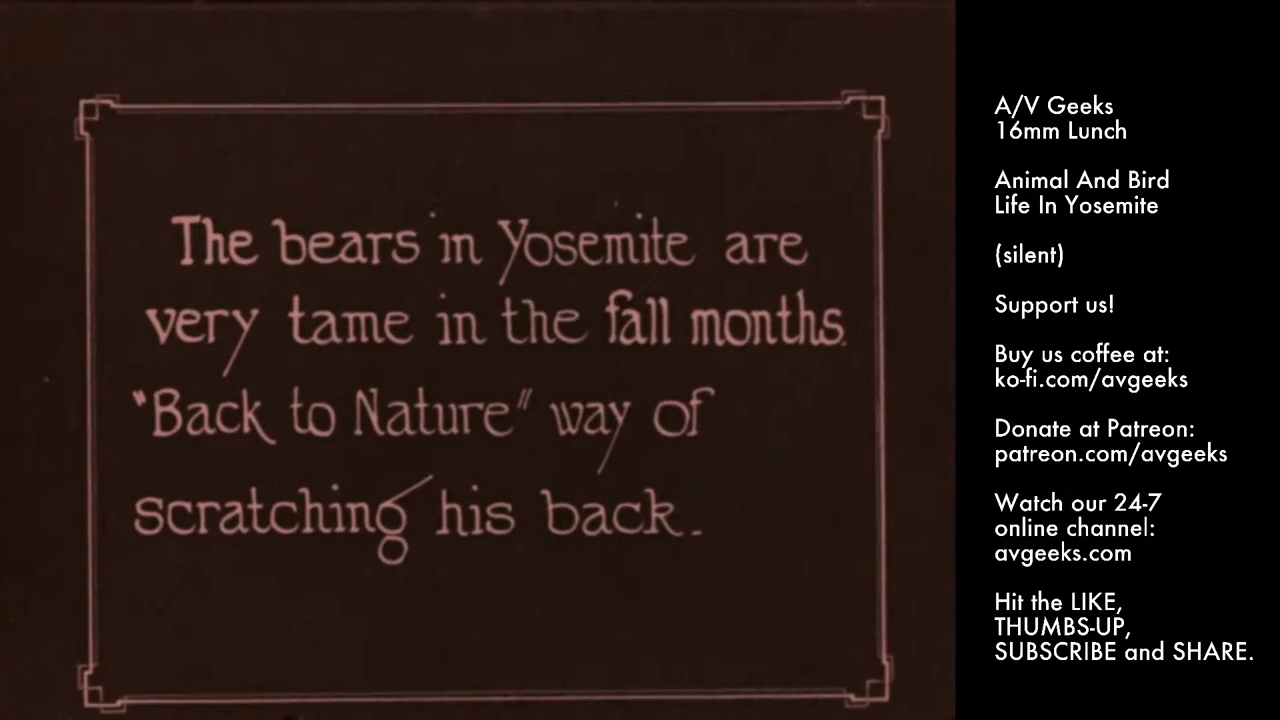 The bears in Yosemite are
very tame in the fall months.
"Back to Nature" way of
scratching his back.
A/V Geeks
16mm Lunch
Animal And Bird
Life In Yosemite
(silent)
Support us!
Buy us coffee at:
ko-fi.com/avgeeks
Donate at Patreon:
patreon.com/avgeeks
Watch our 24-7
online channel:
avgeeks.com
Hit the LIKE,
THUMBS-UP,
SUBSCRIBE and SHARE.